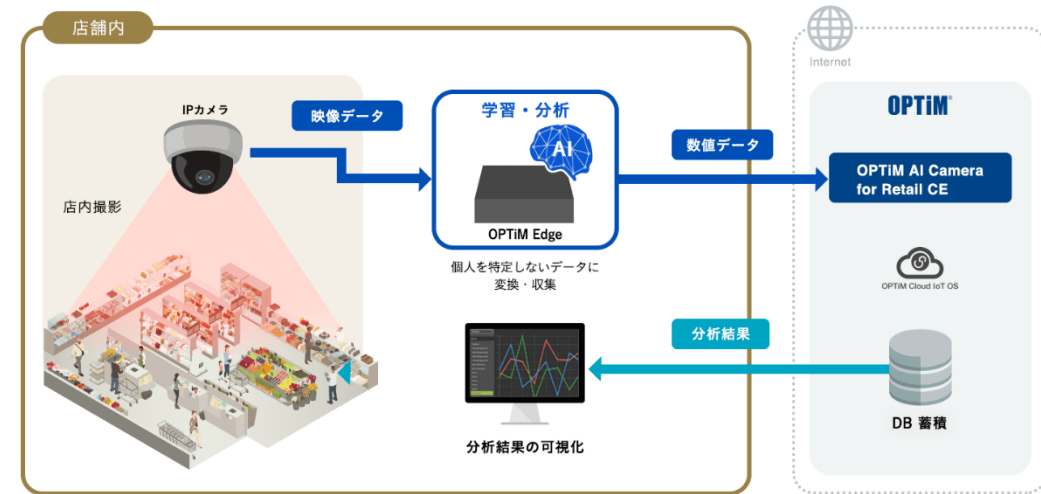 店舗内
Internet
IPカメラ
映像データ
学習・分析
AI
数値データ
OPTiM
OPTiM AI Camera
for Retail CE
店内撮影
OPTiM Edge
個人を特定しないデータに
変換・収集
OPTiM Cloud IoT OS
分析結果
DB 蓄積
分析結果の可視化